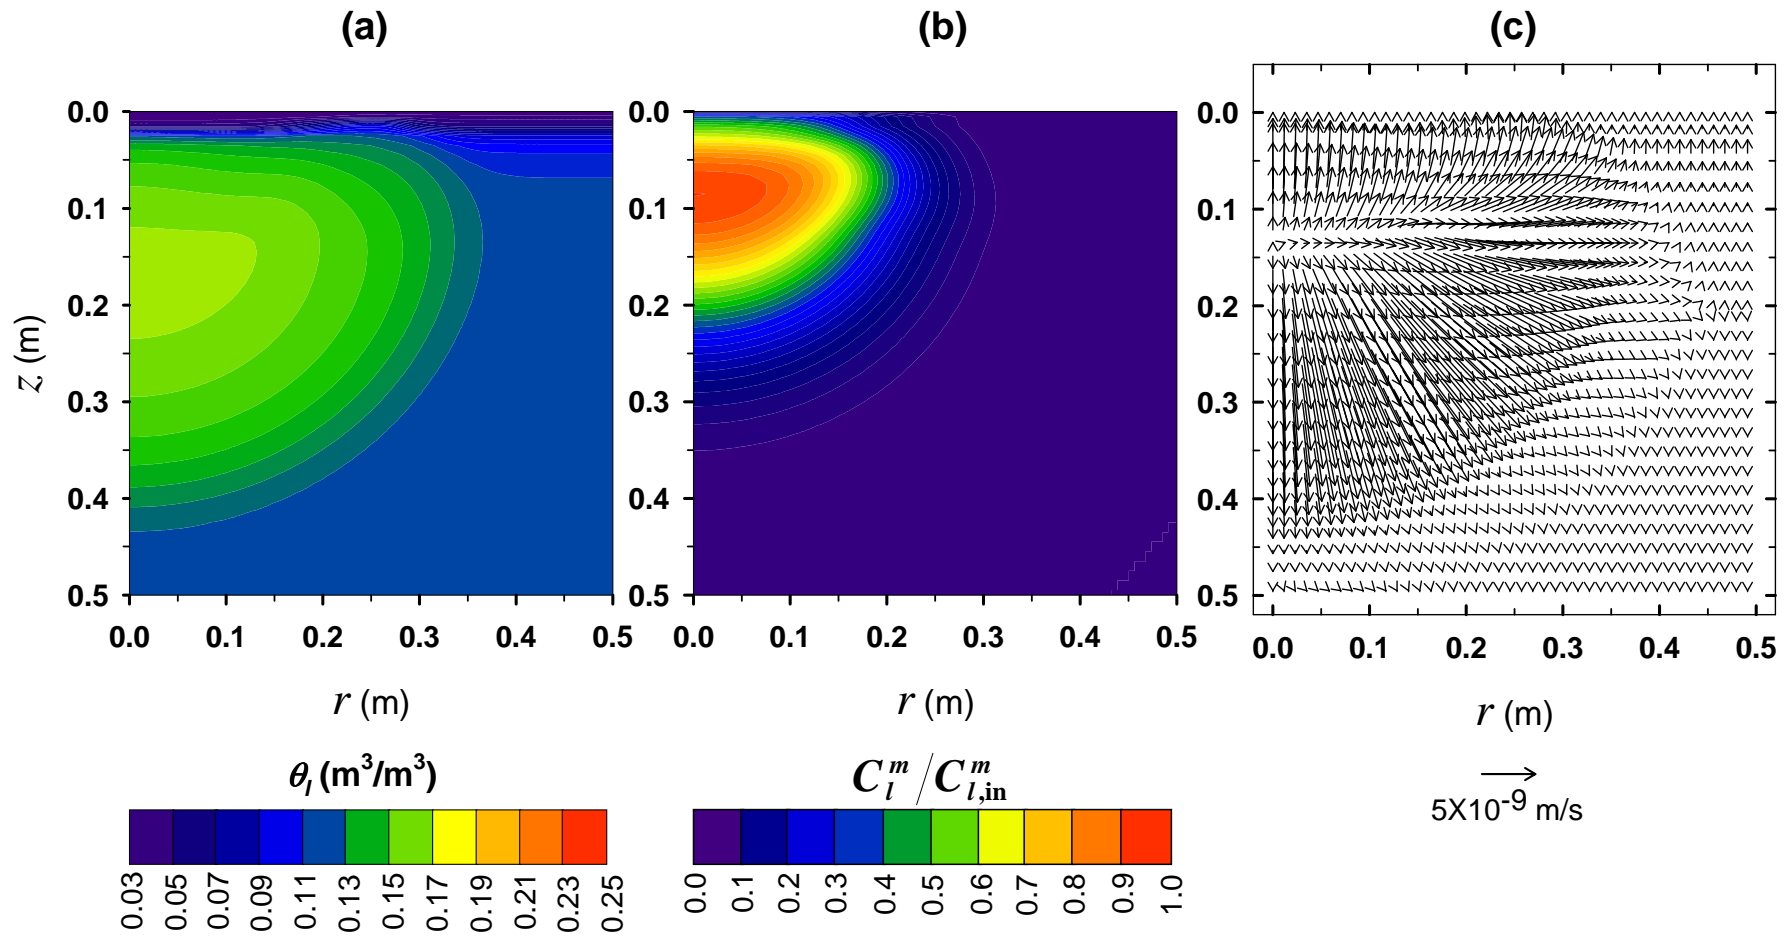 (a) (b) (c)
0.0 0.0 0.0
0.1 0.1 0.1
0.2 0.2 0.2
z (m)
0.3 0.3 0.3
0.4 0.4 0.4
0.5 0.5 0.5
0.0 0.1 0.2 0.3 0.4 0.5 0.0 0.1 0.2 0.3 0.4 0.5 0.0 0.1 0.2 0.3 0.4 0.5
r (m) r (m) r (m)
θl (m³/m³) Cl^m/Cl,in^m
5X10⁻⁹ m/s
0.03 0.05 0.07 0.09 0.11 0.13 0.15 0.17 0.19 0.21 0.23 0.25 0.0 0.1 0.2 0.3 0.4 0.5 0.6 0.7 0.8 0.9 1.0